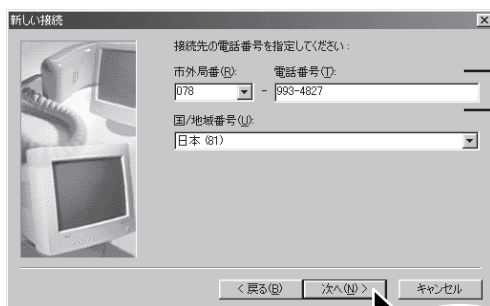 新しい接続
接続先の電話番号を指定してください:
市外局番(R): 電話番号(T):
078 - 993-4827
国/地域番号(U):
日本 (81)
< 戻る(B) 次へ(N) > キャンセル